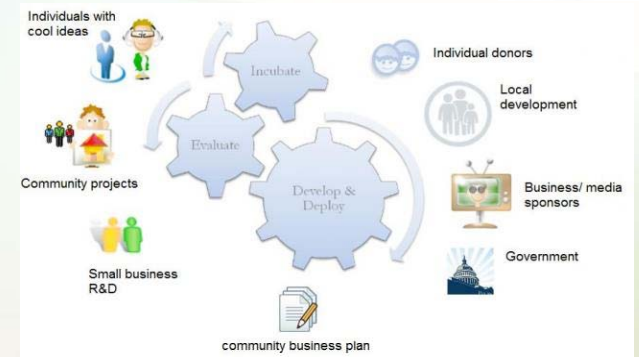 Individuals with
cool ideas
Incubate
Individual donors
Local
development
Evaluate
Community projects
Develop &
Deploy
Business/ media
sponsors
Small business
R&D
Government
community business plan